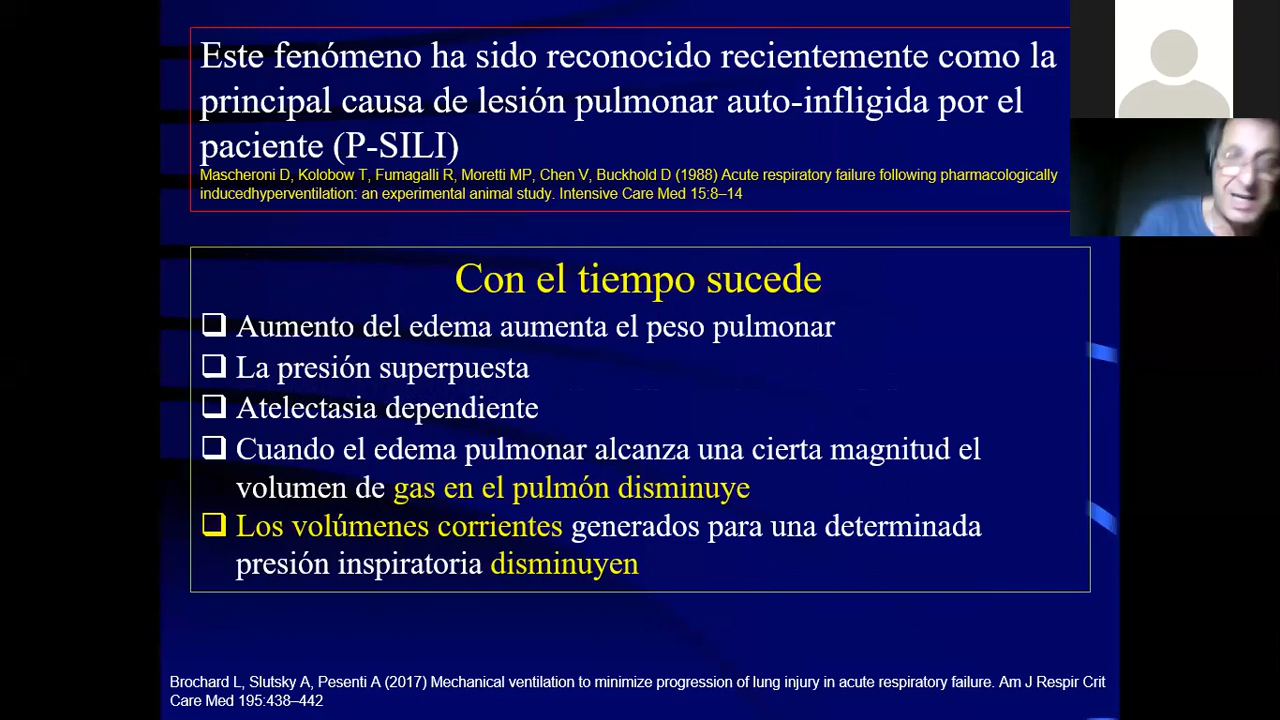 Este fenómeno ha sido reconocido recientemente como la
principal causa de lesión pulmonar auto-infligida por el
paciente (P-SILI)
Mascheroni D, Kolobow T, Fumagalli R, Moretti MP, Chen V, Buckhold D (1988) Acute respiratory failure following pharmacologically
inducedhyperventilation: an experimental animal study. Intensive Care Med 15:8–14
Con el tiempo sucede
❑ Aumento del edema aumenta el peso pulmonar
❑ La presión superpuesta
❑ Atelectasia dependiente
❑ Cuando el edema pulmonar alcanza una cierta magnitud el
volumen de gas en el pulmón disminuye
❑ Los volúmenes corrientes generados para una determinada
presión inspiratoria disminuyen
Brochard L, Slutsky A, Pesenti A (2017) Mechanical ventilation to minimize progression of lung injury in acute respiratory failure. Am J Respir Crit
Care Med 195:438–442